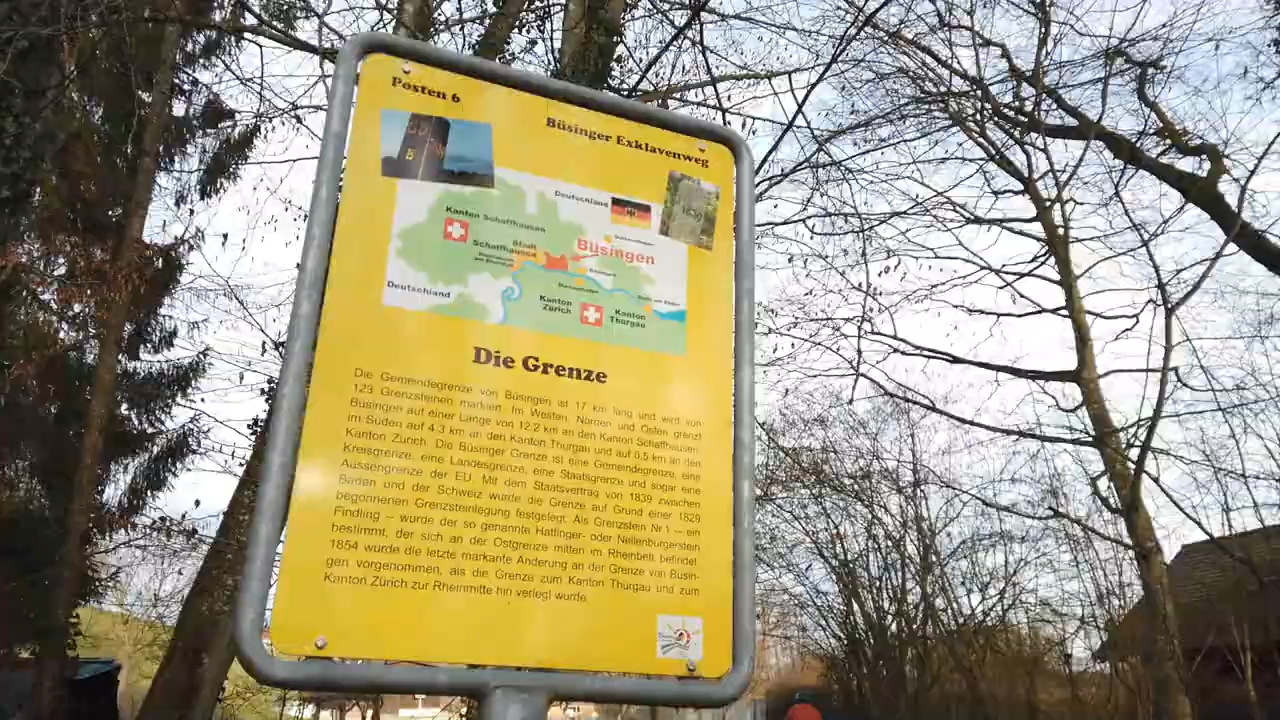 Posten 6
Büsinger Exklavenweg
Deutschland
Kanton Schaffhausen
Stadt
Schaffhausen
Büsingen
Deutschland
Kanton
Zürich
Kanton
Thurgau
Die Grenze
Die Gemeindegrenze von Büsingen ist 17 km lang und wird von
123 Grenzsteinen markiert. Im Westen, Norden und Osten grenzt
Büsingen auf einer Länge von 12.2 km an den Kanton Schaffhausen,
im Süden auf 4.3 km an den Kanton Thurgau und auf 0.5 km an den
Kanton Zürich. Die Büsinger Grenze ist eine Gemeindegrenze, eine
Kreisgrenze, eine Landesgrenze, eine Staatsgrenze und sogar eine
Aussengrenze der EU. Mit dem Staatsvertrag von 1839 zwischen
Baden und der Schweiz wurde die Grenze auf Grund einer 1829
begonnenen Grenzsteinlegung festgelegt. Als Grenzstein Nr.1 – ein
Findling – wurde der so genannte Hattinger- oder Nellenburgerstein
bestimmt, der sich an der Ostgrenze mitten im Rheinbett befindet.
1854 wurde die letzte markante Änderung an der Grenze von Büsin-
gen vorgenommen, als die Grenze zum Kanton Thurgau und zum
Kanton Zürich zur Rheinmitte hin verlegt wurde.